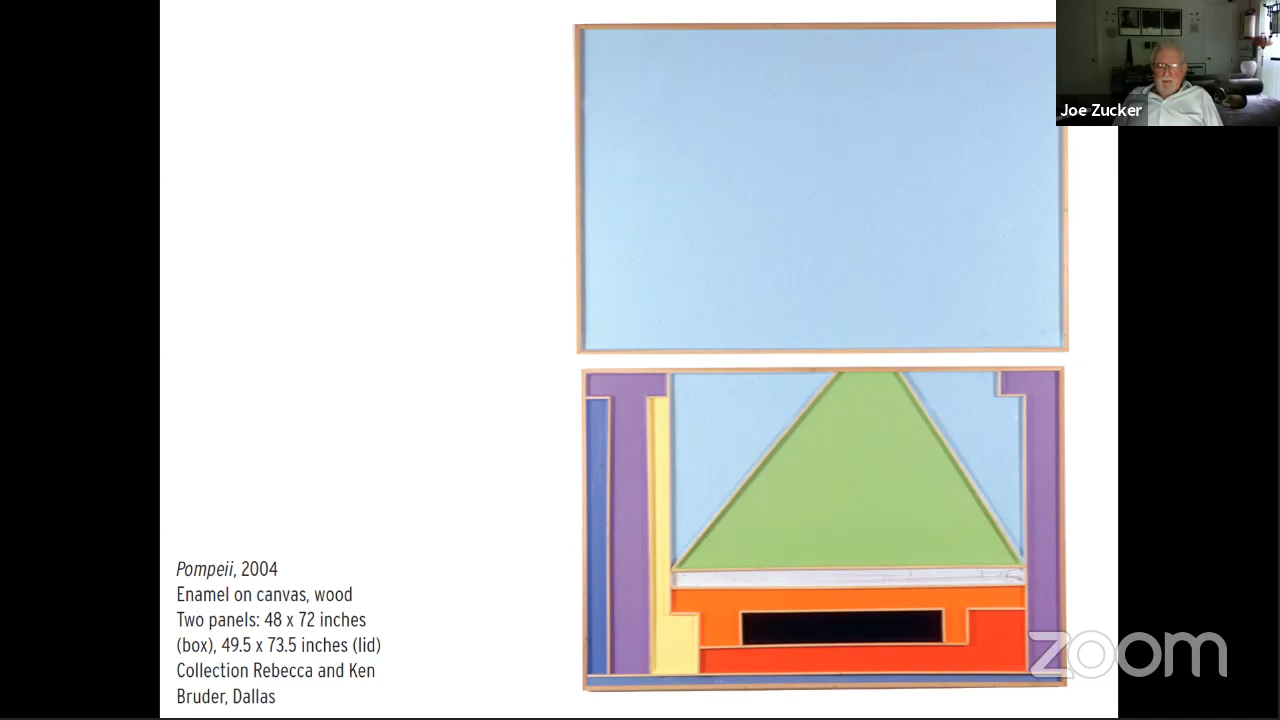 Joe Zucker
Pompeii, 2004
Enamel on canvas, wood
Two panels: 48 x 72 inches
(box), 49.5 x 73.5 inches (lid)
Collection Rebecca and Ken
Bruder, Dallas
zoom